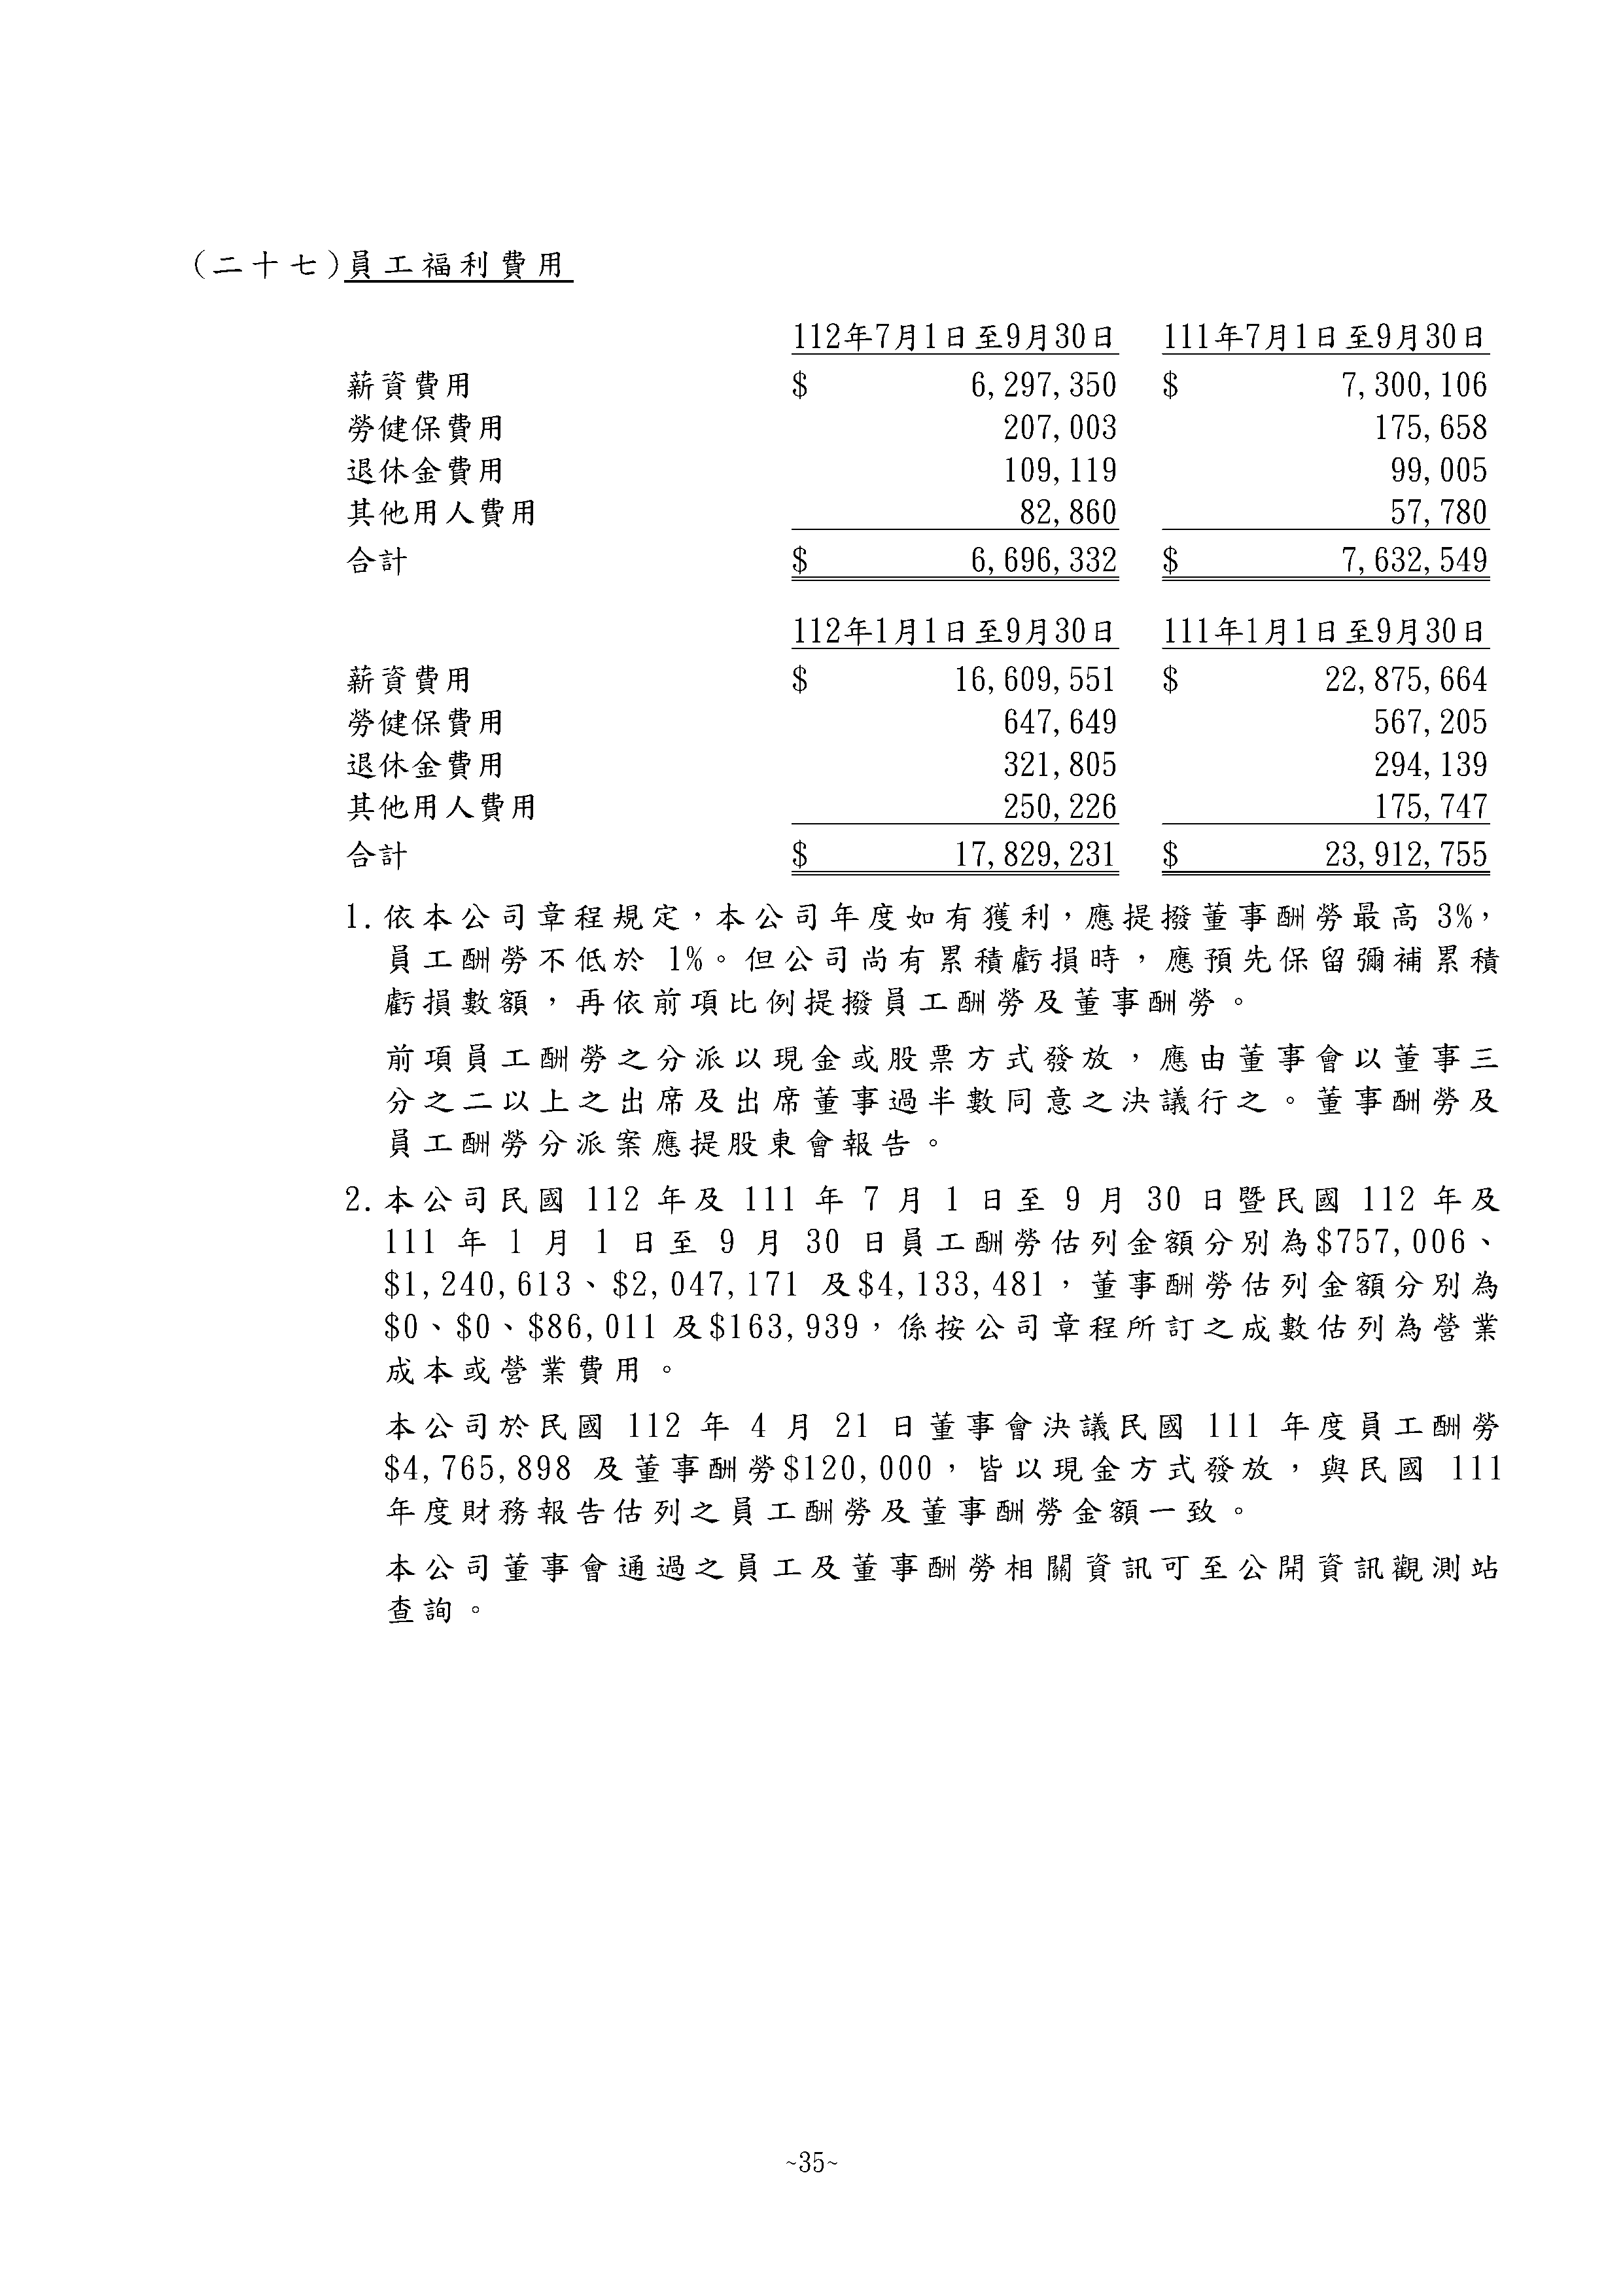 (二十七)員工福利費用
112年7月1日至9月30日 111年7月1日至9月30日
薪資費用 $ 6,297,350 $ 7,300,106
勞健保費用 207,003 175,658
退休金費用 109,119 99,005
其他用人費用 82,860 57,780
合計 $ 6,696,332 $ 7,632,549
112年1月1日至9月30日 111年1月1日至9月30日
薪資費用 $ 16,609,551 $ 22,875,664
勞健保費用 647,649 567,205
退休金費用 321,805 294,139
其他用人費用 250,226 175,747
合計 $ 17,829,231 $ 23,912,755
1.依本公司章程規定，本公司年度如有獲利，應提撥董事酬勞最高 3%，
員工酬勞不低於 1%。但公司尚有累積虧損時，應預先保留彌補累積
虧損數額，再依前項比例提撥員工酬勞及董事酬勞。
前項員工酬勞之分派以現金或股票方式發放，應由董事會以董事三
分之二以上之出席及出席董事過半數同意之決議行之。董事酬勞及
員工酬勞分派案應提股東會報告。
2.本公司民國 112 年及 111 年 7 月 1 日至 9 月 30 日暨民國 112 年及
111 年 1 月 1 日至 9 月 30 日員工酬勞估列金額分別為$757,006、
$1,240,613、$2,047,171 及$4,133,481，董事酬勞估列金額分別為
$0、$0、$86,011 及$163,939，係按公司章程所訂之成數估列為營業
成本或營業費用。
本公司於民國 112 年 4 月 21 日董事會決議民國 111 年度員工酬勞
$4,765,898 及董事酬勞$120,000，皆以現金方式發放，與民國 111
年度財務報告估列之員工酬勞及董事酬勞金額一致。
本公司董事會通過之員工及董事酬勞相關資訊可至公開資訊觀測站
查詢。
~35~